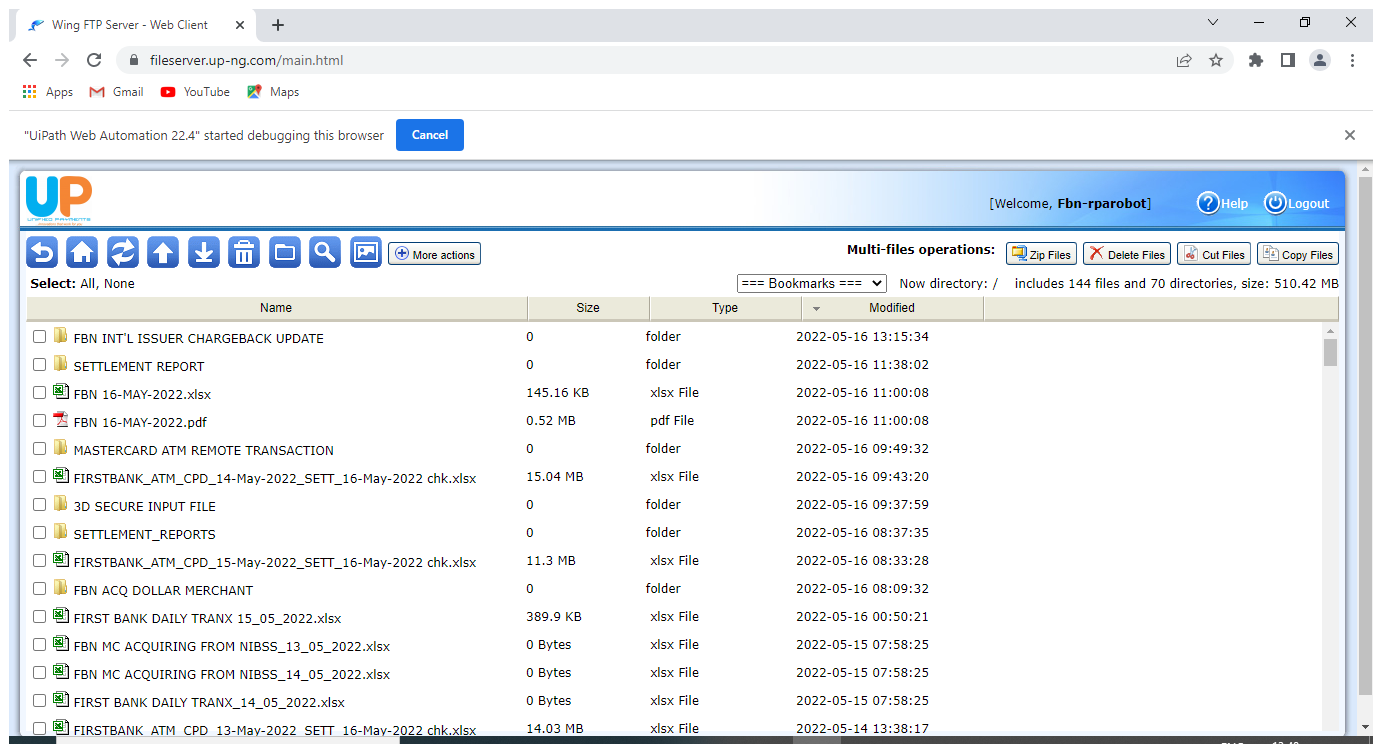 Wing FTP Server - Web Client
fileserver.up-ng.com/main.html
Apps Gmail YouTube Maps
"UiPath Web Automation 22.4" started debugging this browser Cancel
UP
UNIFIED PAYMENTS
[Welcome, Fbn-rparobot] Help Logout
More actions Multi-files operations: Zip Files Delete Files Cut Files Copy Files
Select: All, None === Bookmarks === Now directory: / includes 144 files and 70 directories, size: 510.42 MB
Name Size Type Modified
FBN INT'L ISSUER CHARGEBACK UPDATE 0 folder 2022-05-16 13:15:34
SETTLEMENT REPORT 0 folder 2022-05-16 11:38:02
FBN 16-MAY-2022.xlsx 145.16 KB xlsx File 2022-05-16 11:00:08
FBN 16-MAY-2022.pdf 0.52 MB pdf File 2022-05-16 11:00:08
MASTERCARD ATM REMOTE TRANSACTION 0 folder 2022-05-16 09:49:32
FIRSTBANK_ATM_CPD_14-May-2022_SETT_16-May-2022 chk.xlsx 15.04 MB xlsx File 2022-05-16 09:43:20
3D SECURE INPUT FILE 0 folder 2022-05-16 09:37:59
SETTLEMENT_REPORTS 0 folder 2022-05-16 08:37:35
FIRSTBANK_ATM_CPD_15-May-2022_SETT_16-May-2022 chk.xlsx 11.3 MB xlsx File 2022-05-16 08:33:28
FBN ACQ DOLLAR MERCHANT 0 folder 2022-05-16 08:09:32
FIRST BANK DAILY TRANX 15_05_2022.xlsx 389.9 KB xlsx File 2022-05-16 00:50:21
FBN MC ACQUIRING FROM NIBSS_13_05_2022.xlsx 0 Bytes xlsx File 2022-05-15 07:58:25
FBN MC ACQUIRING FROM NIBSS_14_05_2022.xlsx 0 Bytes xlsx File 2022-05-15 07:58:25
FIRST BANK DAILY TRANX_14_05_2022.xlsx 0 Bytes xlsx File 2022-05-15 07:58:25
FIRSTBANK_ATM_CPD_13-May-2022_SETT_16-May-2022 chk.xlsx 14.03 MB xlsx File 2022-05-14 13:38:17